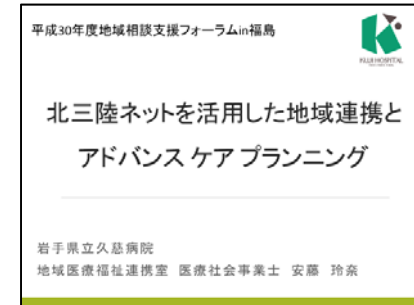 平成30年度地域相談支援フォーラムin福島
KUJI HOSPITAL
北三陸ネットを活用した地域連携と
アドバンス ケア プランニング
岩手県立久慈病院
地域医療福祉連携室 医療社会事業士 安藤 玲奈